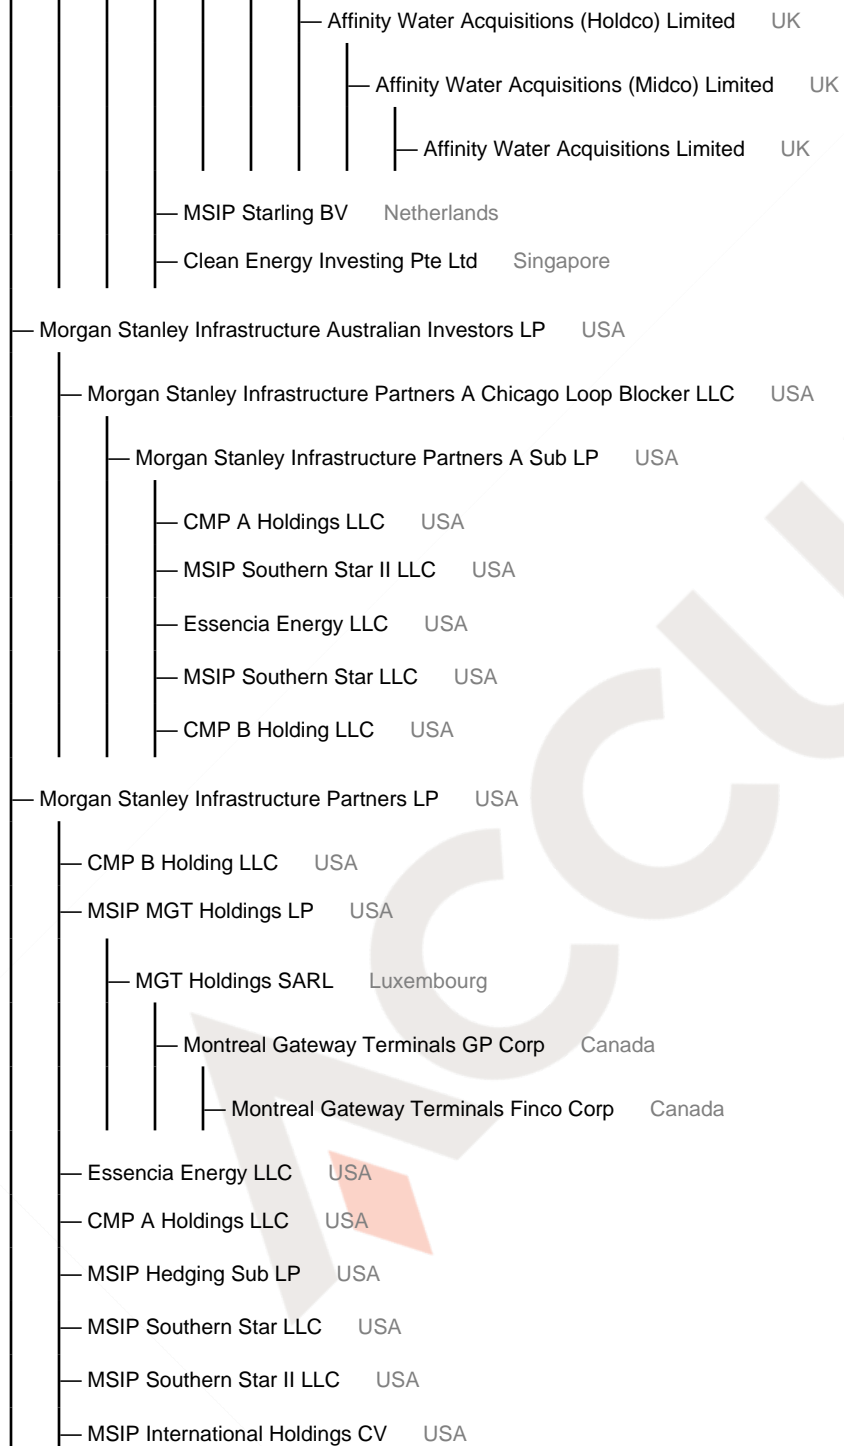 Affinity Water Acquisitions (Holdco) Limited UK
Affinity Water Acquisitions (Midco) Limited UK
Affinity Water Acquisitions Limited UK
MSIP Starling BV Netherlands
Clean Energy Investing Pte Ltd Singapore
Morgan Stanley Infrastructure Australian Investors LP USA
Morgan Stanley Infrastructure Partners A Chicago Loop Blocker LLC USA
Morgan Stanley Infrastructure Partners A Sub LP USA
CMP A Holdings LLC USA
MSIP Southern Star II LLC USA
Essencia Energy LLC USA
MSIP Southern Star LLC USA
CMP B Holding LLC USA
Morgan Stanley Infrastructure Partners LP USA
CMP B Holding LLC USA
MSIP MGT Holdings LP USA
MGT Holdings SARL Luxembourg
Montreal Gateway Terminals GP Corp Canada
Montreal Gateway Terminals Finco Corp Canada
Essencia Energy LLC USA
CMP A Holdings LLC USA
MSIP Hedging Sub LP USA
MSIP Southern Star LLC USA
MSIP Southern Star II LLC USA
MSIP International Holdings CV USA
ACCU